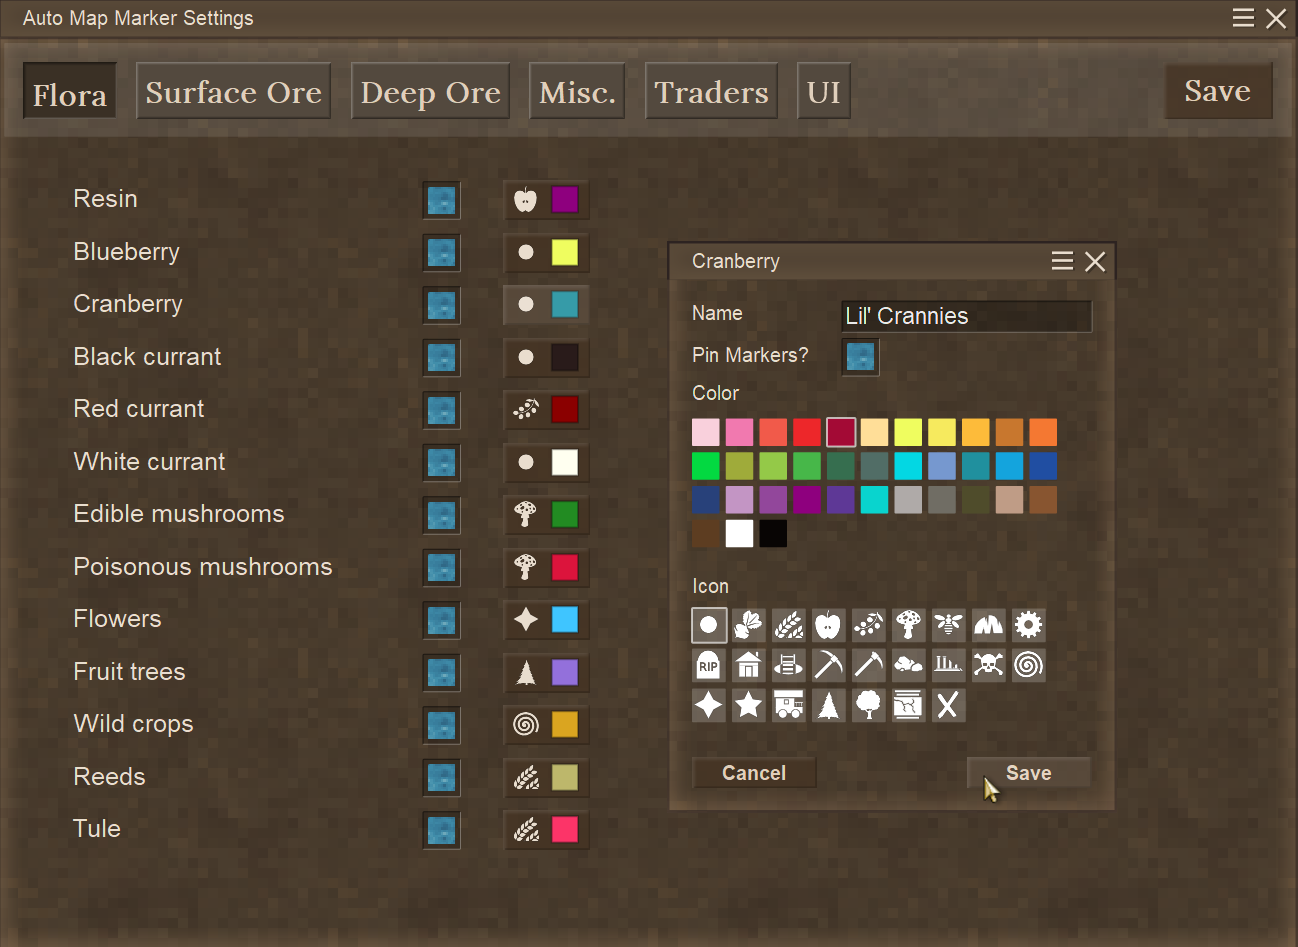 Auto Map Marker Settings
Flora Surface Ore Deep Ore Misc. Traders UI Save
Resin
Blueberry
Cranberry
Black currant
Red currant
White currant
Edible mushrooms
Poisonous mushrooms
Flowers
Fruit trees
Wild crops
Reeds
Tule
Cranberry
Name Lil' Crannies
Pin Markers?
Color
Icon
RIP
Cancel Save